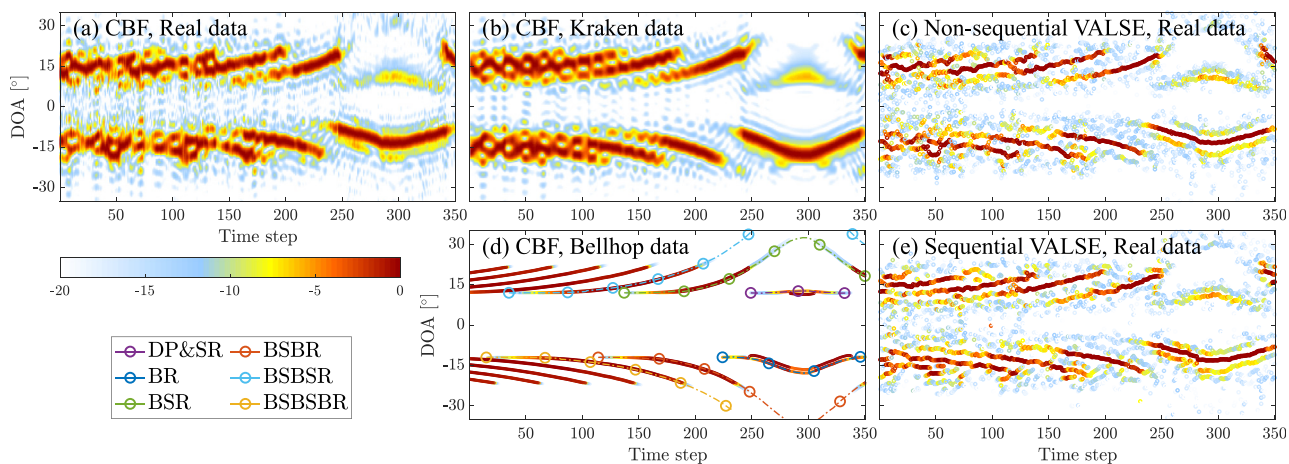 (a) CBF, Real data
(b) CBF, Kraken data
(c) Non-sequential VALSE, Real data
30
15
0
-15
-30
DOA [°]
50 100 150 200 250 300 350
Time step
50 100 150 200 250 300 350
50 100 150 200 250 300 350
-20 -15 -10 -5 0
DP&SR BSBR
BR BSBSR
BSR BSBSBR
(d) CBF, Bellhop data
(e) Sequential VALSE, Real data
30
15
0
-15
-30
DOA [°]
50 100 150 200 250 300 350
Time step
50 100 150 200 250 300 350
Time step